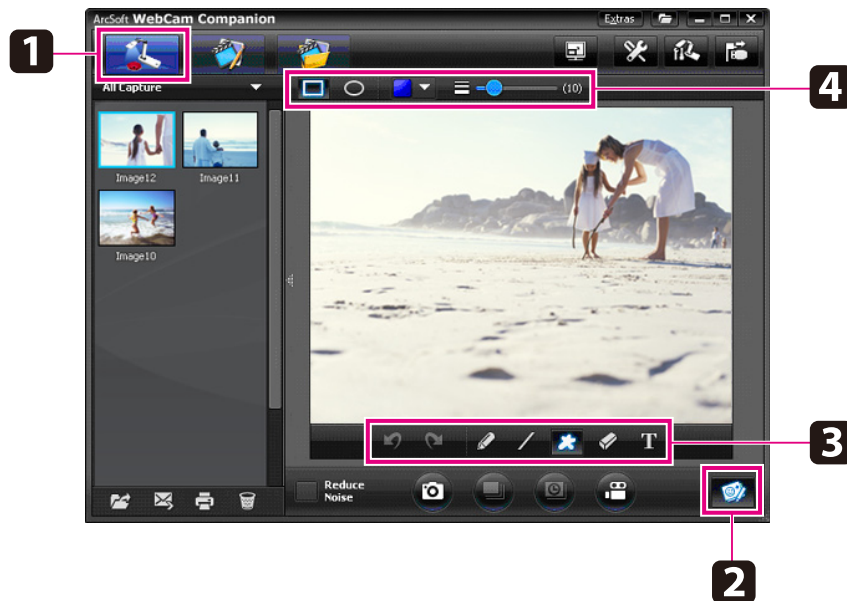 ArcSoft WebCam Companion
Extras
1
All Capture
(10)
4
Image12
Image11
Image10
T
3
Reduce
Noise
2